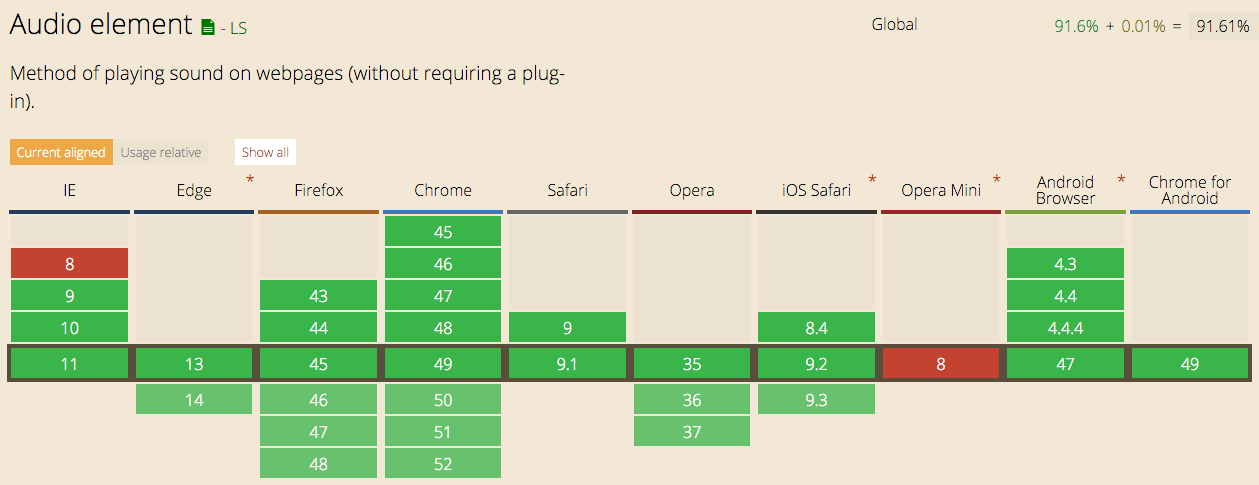 Audio element - LS
Global
91.6% + 0.01% = 91.61%
Method of playing sound on webpages (without requiring a plug-
in).
Current aligned Usage relative Show all
IE Edge * Firefox Chrome Safari Opera iOS Safari * Opera Mini * Android Browser * Chrome for Android
45
8 46 4.3
9 43 47 4.4
10 44 48 9 8.4 4.4.4
11 13 45 49 9.1 35 9.2 8 47 49
14 46 50 36 9.3
47 51 37
48 52